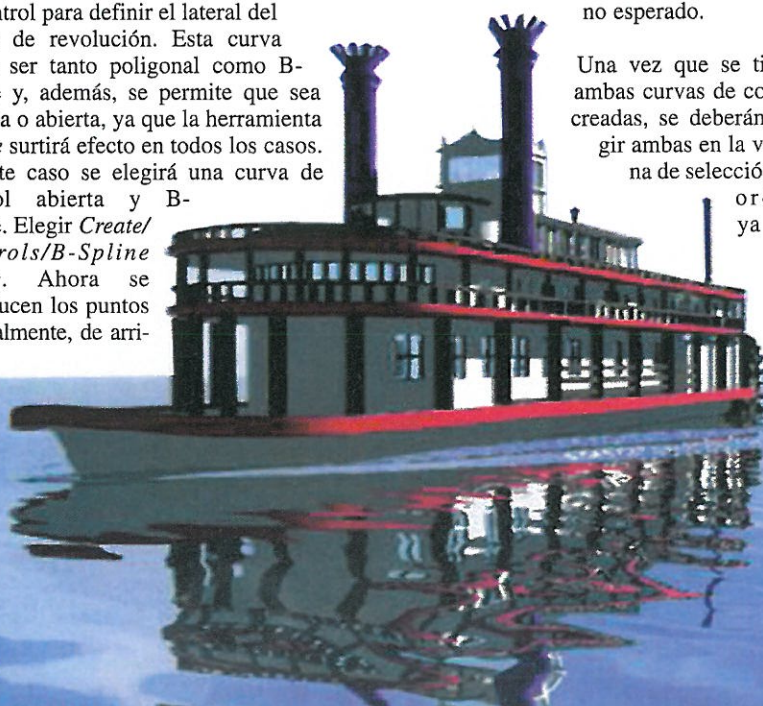 trol para definir el lateral del
de revolución. Esta curva
ser tanto poligonal como B-
y, además, se permite que sea
a o abierta, ya que la herramienta
surtirá efecto en todos los casos.
te caso se elegirá una curva de
ol abierta y B-
. Elegir Create/
rols/B-Spline
. Ahora se
ucen los puntos
almente, de arri-
no esperado.
Una vez que se ti
ambas curvas de co
creadas, se deberán
gir ambas en la v
na de selecció
or-
ya